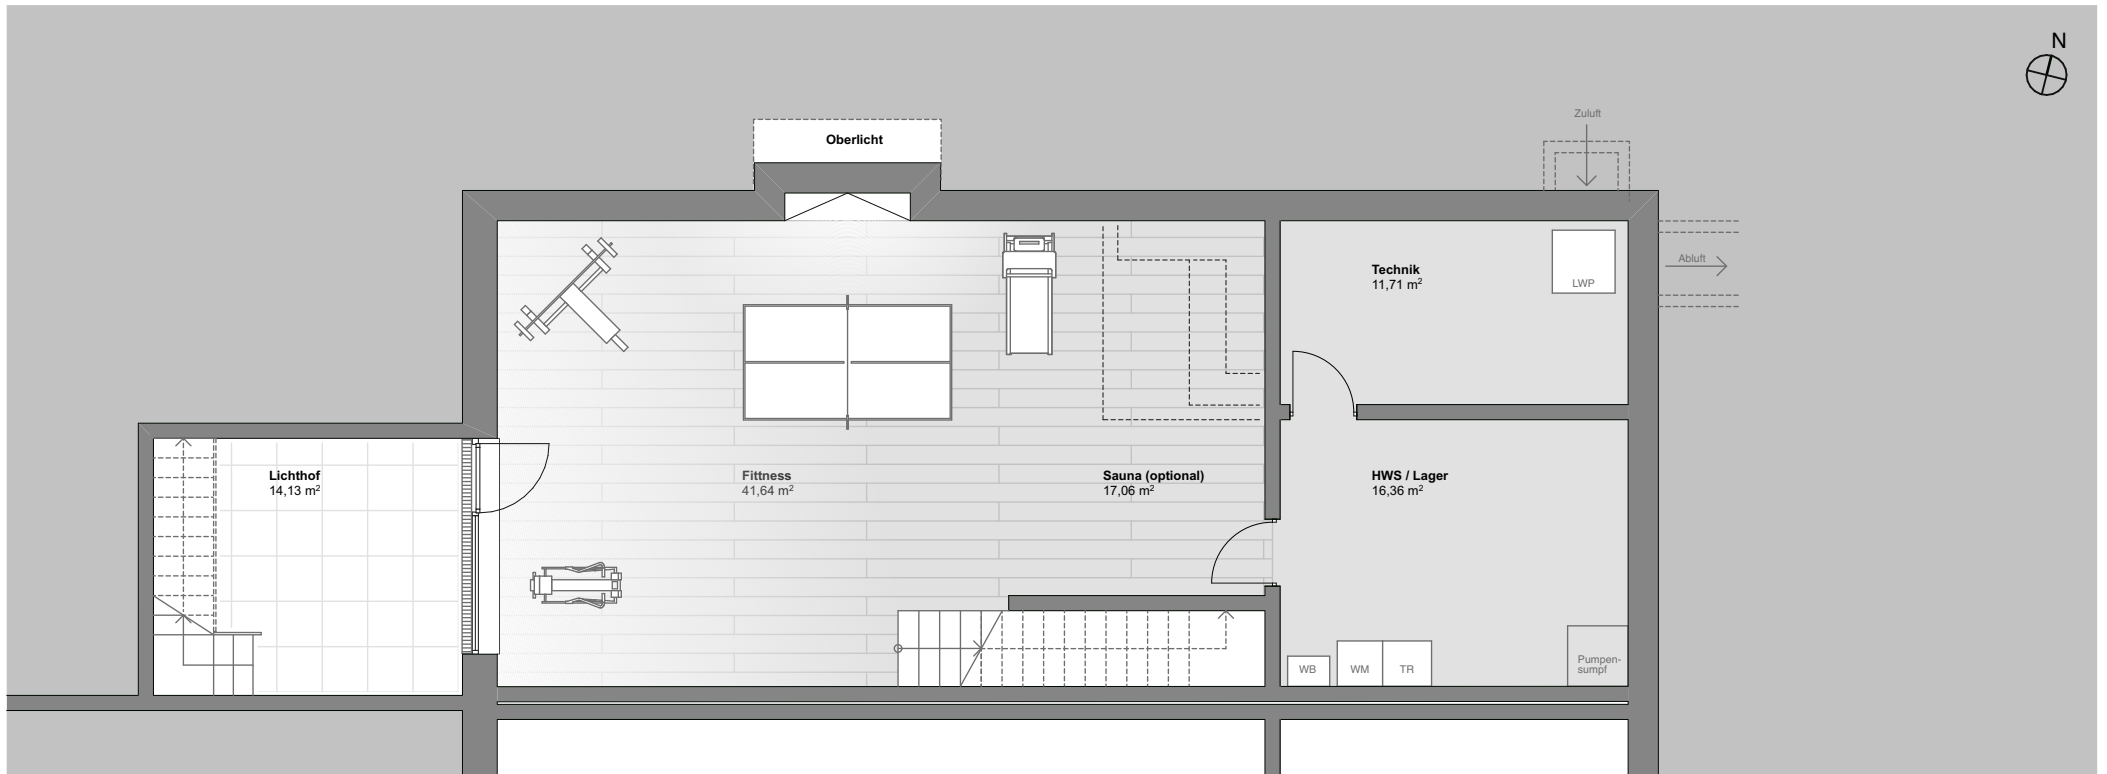 N
Zuluft
Oberlicht
Abluft
Technik
11,71 m²
LWP
Lichthof
14,13 m²
Fittness
41,64 m²
Sauna (optional)
17,06 m²
HWS / Lager
16,36 m²
WB
WM
TR
Pumpen-
sumpf